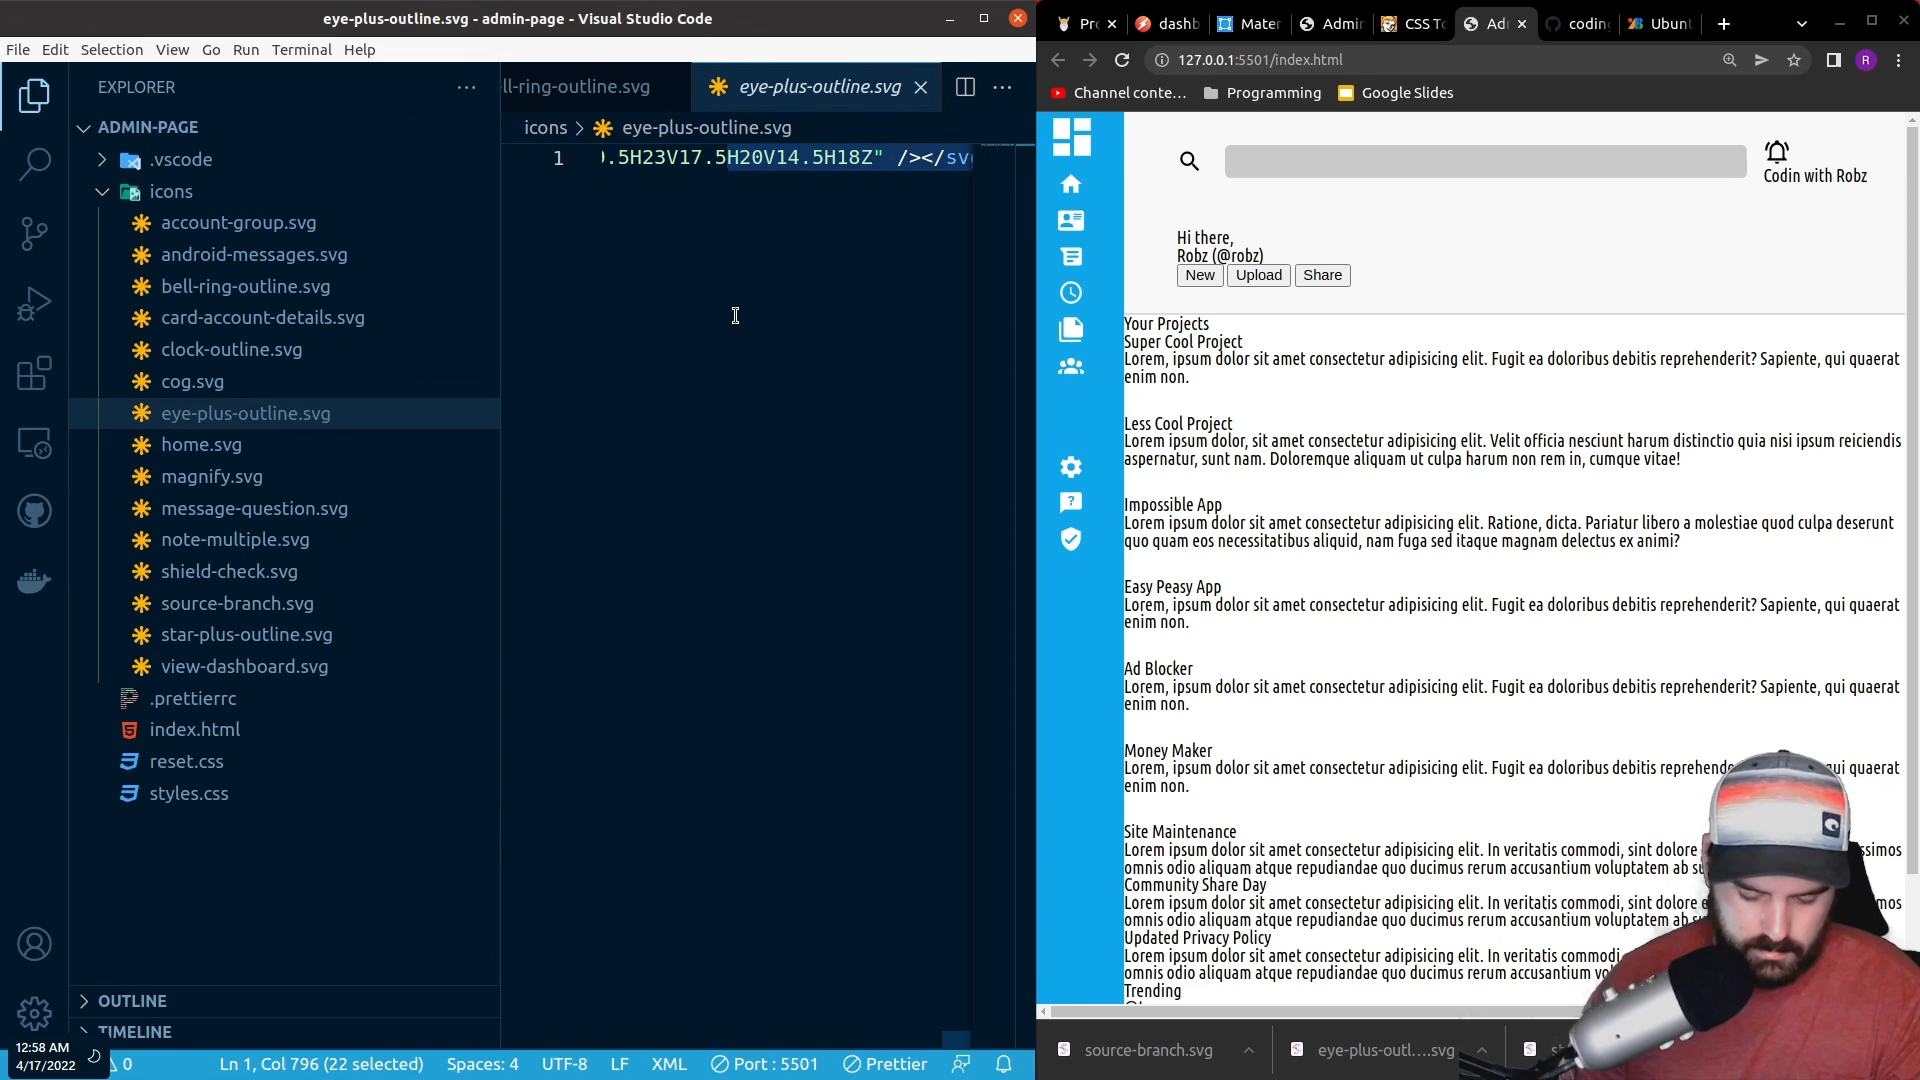 eye-plus-outline.svg - admin-page - Visual Studio Code
File Edit Selection View Go Run Terminal Help
EXPLORER
ADMIN-PAGE
.vscode
icons
account-group.svg
android-messages.svg
bell-ring-outline.svg
card-account-details.svg
clock-outline.svg
cog.svg
eye-plus-outline.svg
home.svg
magnify.svg
message-question.svg
note-multiple.svg
shield-check.svg
source-branch.svg
star-plus-outline.svg
view-dashboard.svg
.prettierrc
index.html
reset.css
styles.css
OUTLINE
TIMELINE
ll-ring-outline.svg eye-plus-outline.svg
icons > eye-plus-outline.svg
1 .5H23V17.5H20V14.5H18Z" /></sv
12:58 AM
4/17/2022
0 Ln 1, Col 796 (22 selected) Spaces: 4 UTF-8 LF XML Port : 5501 Prettier
Pr dashb Mater Admin CSS To Ad coding Ubunt
127.0.0.1:5501/index.html
R
Channel conte... Programming Google Slides
Codin with Robz
Hi there,
Robz (@robz)
New Upload Share
Your Projects
Super Cool Project
Lorem, ipsum dolor sit amet consectetur adipisicing elit. Fugit ea doloribus debitis reprehenderit? Sapiente, qui quaerat
enim non.
Less Cool Project
Lorem ipsum dolor, sit amet consectetur adipisicing elit. Velit officia nesciunt harum distinctio quia nisi ipsum reiciendis
aspernatur, sunt nam. Doloremque aliquam ut culpa harum non rem in, cumque vitae!
Impossible App
Lorem ipsum dolor sit amet consectetur adipisicing elit. Ratione, dicta. Pariatur libero a molestiae quod culpa deserunt
quo quam eos necessitatibus aliquid, nam fuga sed itaque magnam delectus ex animi?
Easy Peasy App
Lorem, ipsum dolor sit amet consectetur adipisicing elit. Fugit ea doloribus debitis reprehenderit? Sapiente, qui quaerat
enim non.
Ad Blocker
Lorem, ipsum dolor sit amet consectetur adipisicing elit. Fugit ea doloribus debitis reprehenderit? Sapiente, qui quaerat
enim non.
Money Maker
Lorem, ipsum dolor sit amet consectetur adipisicing elit. Fugit ea doloribus debitis reprehende qui quaerat
enim non.
Site Maintenance
Lorem ipsum dolor sit amet consectetur adipisicing elit. In veritatis commodi, sint dolore ssimos
omnis odio aliquam atque repudiandae quo ducimus rerum accusantium voluptatem ab su
Community Share Day
Lorem ipsum dolor sit amet consectetur adipisicing elit. In veritatis commodi, sint dolore mos
omnis odio aliquam atque repudiandae quo ducimus rerum accusantium voluptatem ab su
Updated Privacy Policy
Lorem ipsum dolor sit amet consectetur adipisicing elit. In veritatis commodi
omnis odio aliquam atque repudiandae quo ducimus rerum accusantium vo
Trending
source-branch.svg eye-plus-outl....svg